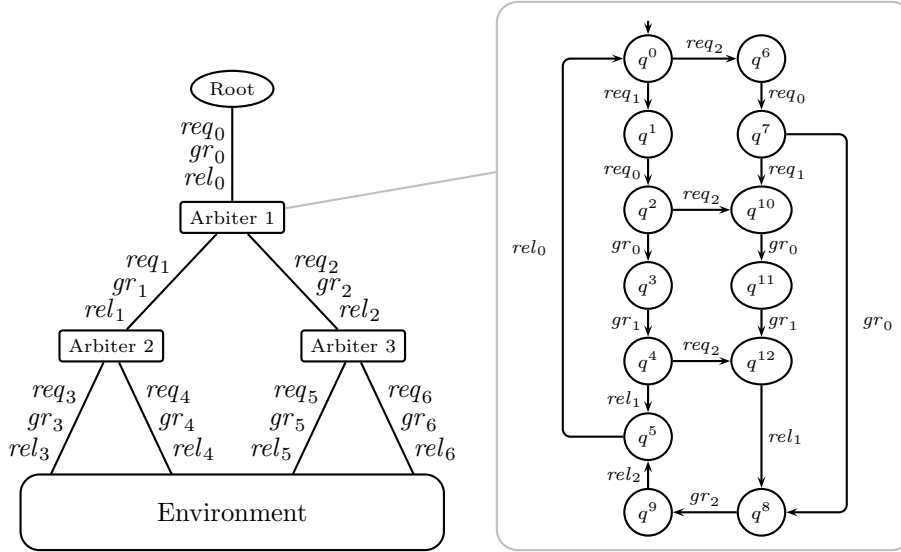 Root
req₀
gr₀
rel₀
Arbiter 1
req₁
gr₁
rel₁
req₂
gr₂
rel₂
Arbiter 2
Arbiter 3
req₃
gr₃
rel₃
req₄
gr₄
rel₄
req₅
gr₅
rel₅
req₆
gr₆
rel₆
Environment
q⁰
req₂
q⁶
req₁
req₀
q¹
q⁷
req₀
req₁
q²
req₂
q¹⁰
gr₀
gr₀
rel₀
q³
q¹¹
gr₁
gr₁
gr₀
q⁴
req₂
q¹²
rel₁
q⁵
rel₁
rel₂
q⁹
gr₂
q⁸